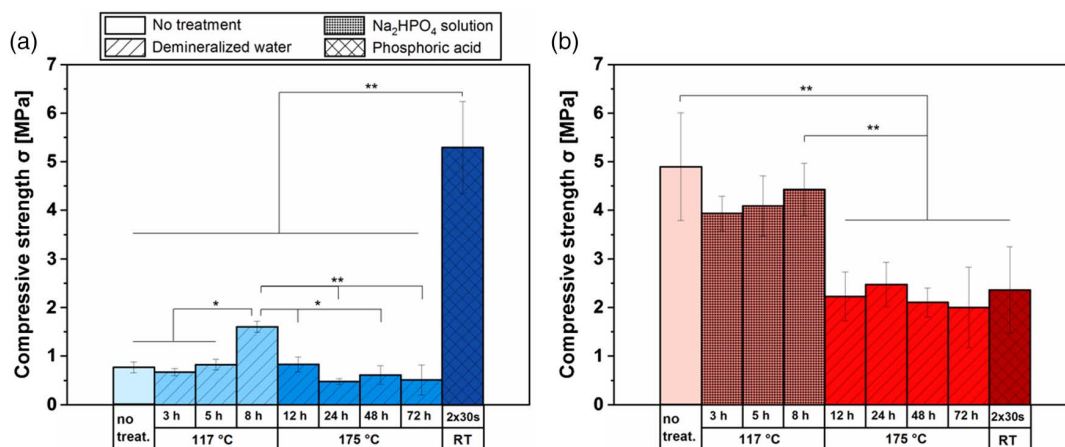 (a)
No treatment
Na₂HPO₄ solution
Demineralized water
Phosphoric acid
Compressive strength σ [MPa]
7
6
5
4
3
2
1
0
**
*
**
*
no treat.
3 h
5 h
8 h
12 h
24 h
48 h
72 h
2x30s
117 °C
175 °C
RT
(b)
Compressive strength σ [MPa]
7
6
5
4
3
2
1
0
**
**
no treat.
3 h
5 h
8 h
12 h
24 h
48 h
72 h
2x30s
117 °C
175 °C
RT